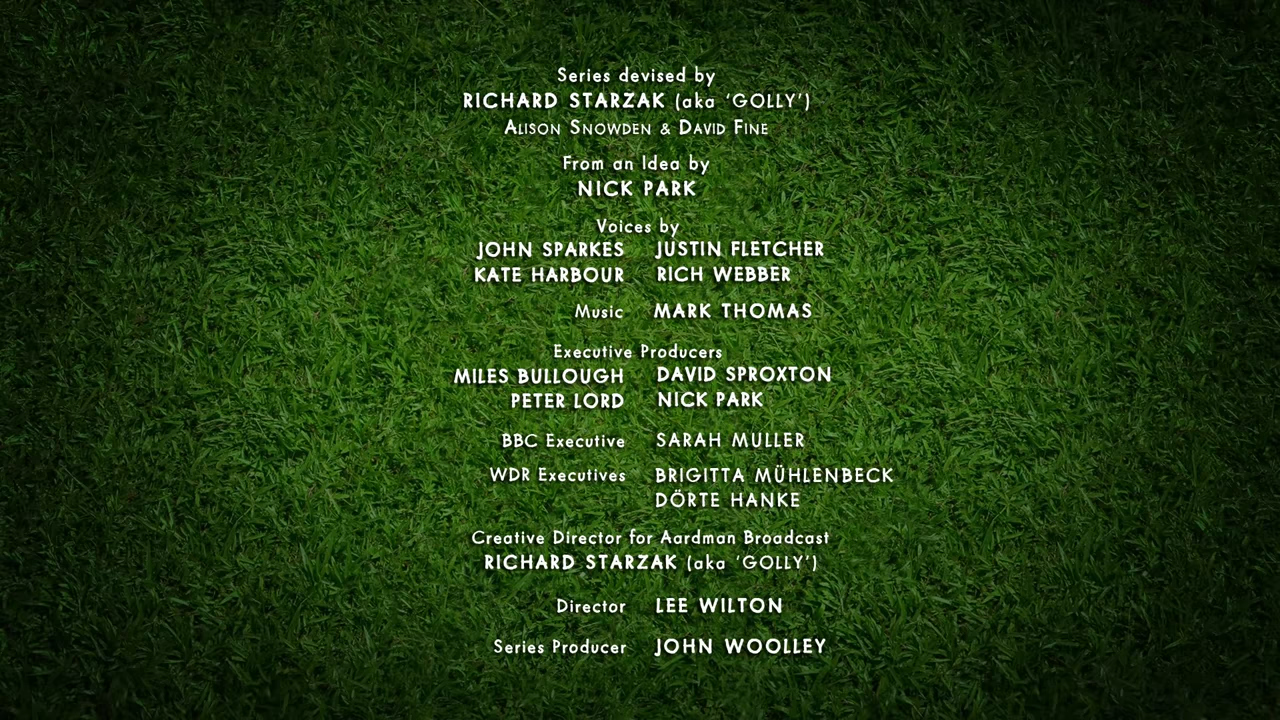 Series devised by
RICHARD STARZAK (aka ‘GOLLY’)
ALISON SNOWDEN & DAVID FINE
From an Idea by
NICK PARK
Voices by
JOHN SPARKES JUSTIN FLETCHER
KATE HARBOUR RICH WEBBER
Music MARK THOMAS
Executive Producers
MILES BULLOUGH DAVID SPROXTON
PETER LORD NICK PARK
BBC Executive SARAH MULLER
WDR Executives BRIGITTA MÜHLENBECK
DÖRTE HANKE
Creative Director for Aardman Broadcast
RICHARD STARZAK (aka ‘GOLLY’)
Director LEE WILTON
Series Producer JOHN WOOLLEY